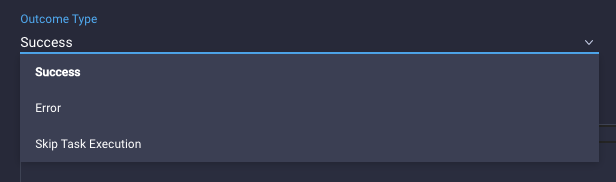 Outcome Type
Success
Success
Error
Skip Task Execution